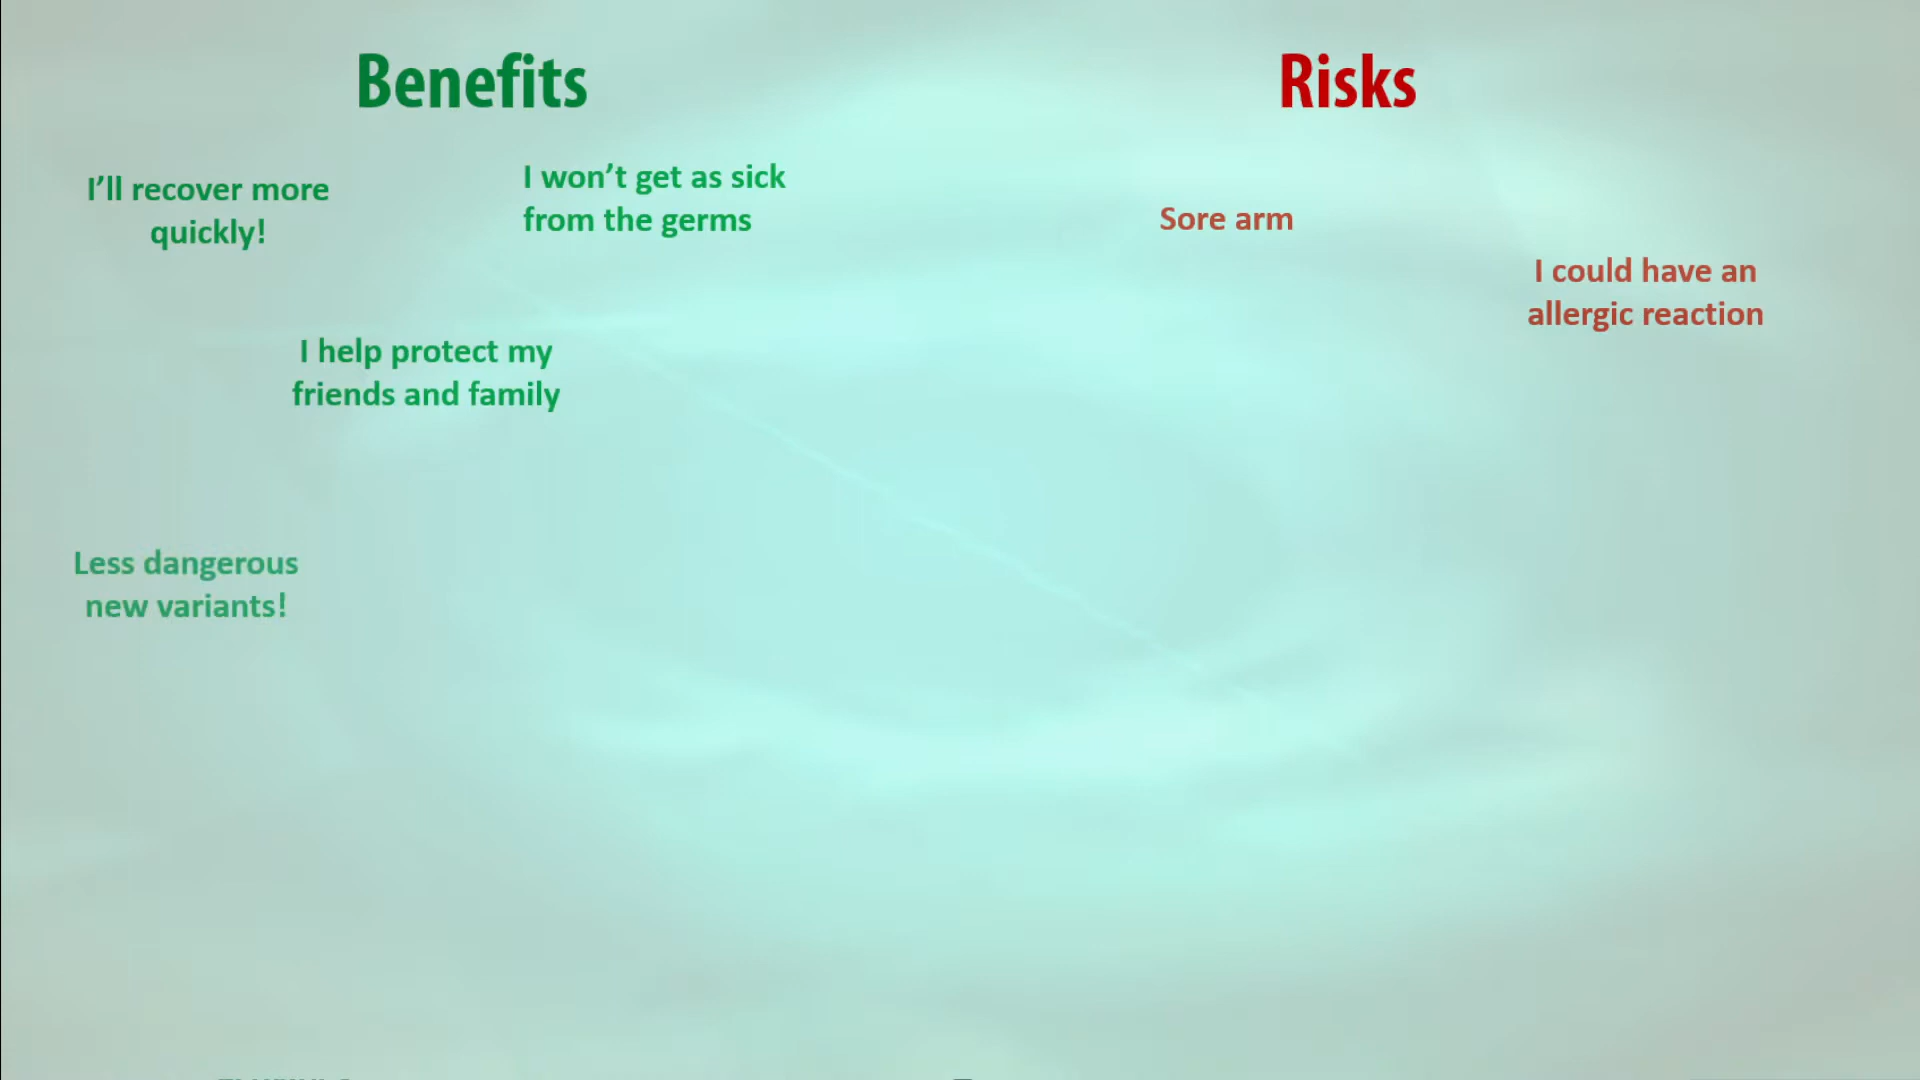 Benefits
Risks
I'll recover more
quickly!
I won't get as sick
from the germs
Sore arm
I could have an
allergic reaction
I help protect my
friends and family
Less dangerous
new variants!